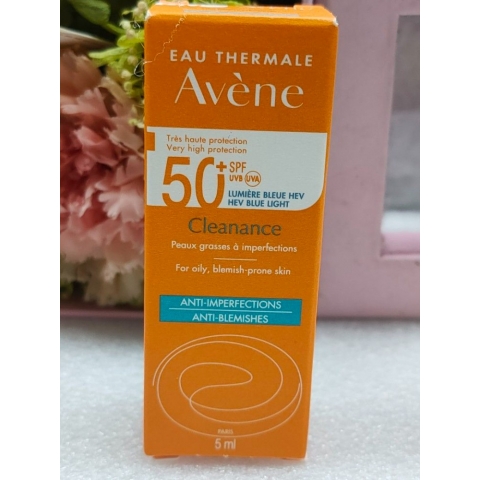 EAU THERMALE
Avène
Très haute protection
Very high protection
50+ SPF
UVB UVA
LUMIÈRE BLEUE HEV
HEV BLUE LIGHT
Cleanance
Peaux grasses à imperfections
For oily, blemish-prone skin
ANTI-IMPERFECTIONS
ANTI-BLEMISHES
PARIS
5 ml